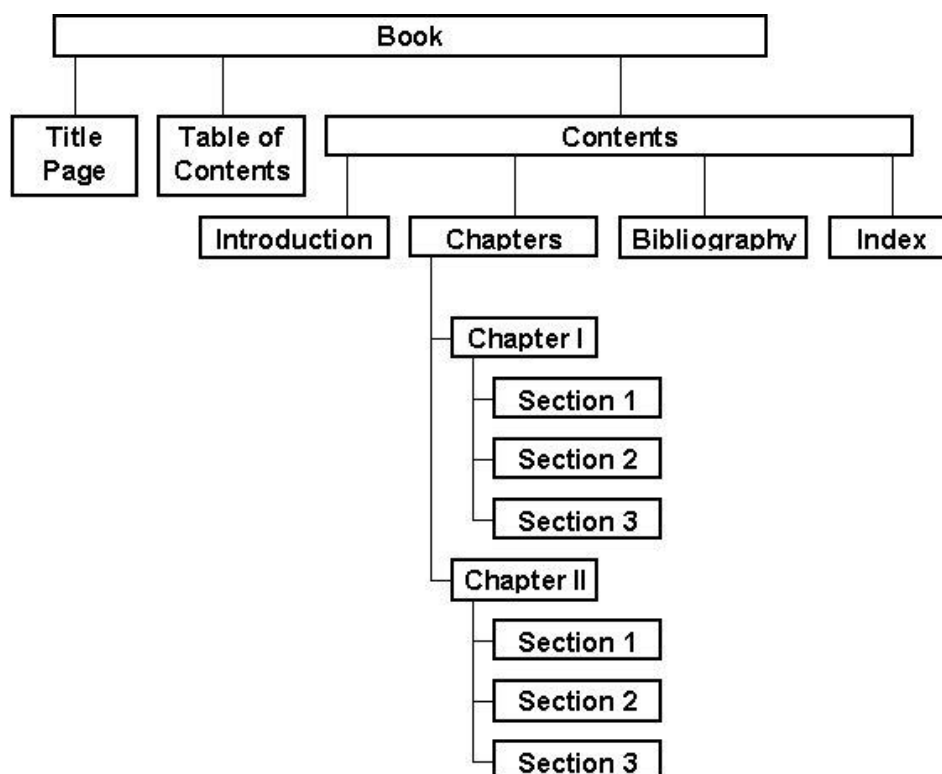 Book
Title
Page
Table of
Contents
Contents
Introduction
Chapters
Bibliography
Index
Chapter I
Section 1
Section 2
Section 3
Chapter II
Section 1
Section 2
Section 3